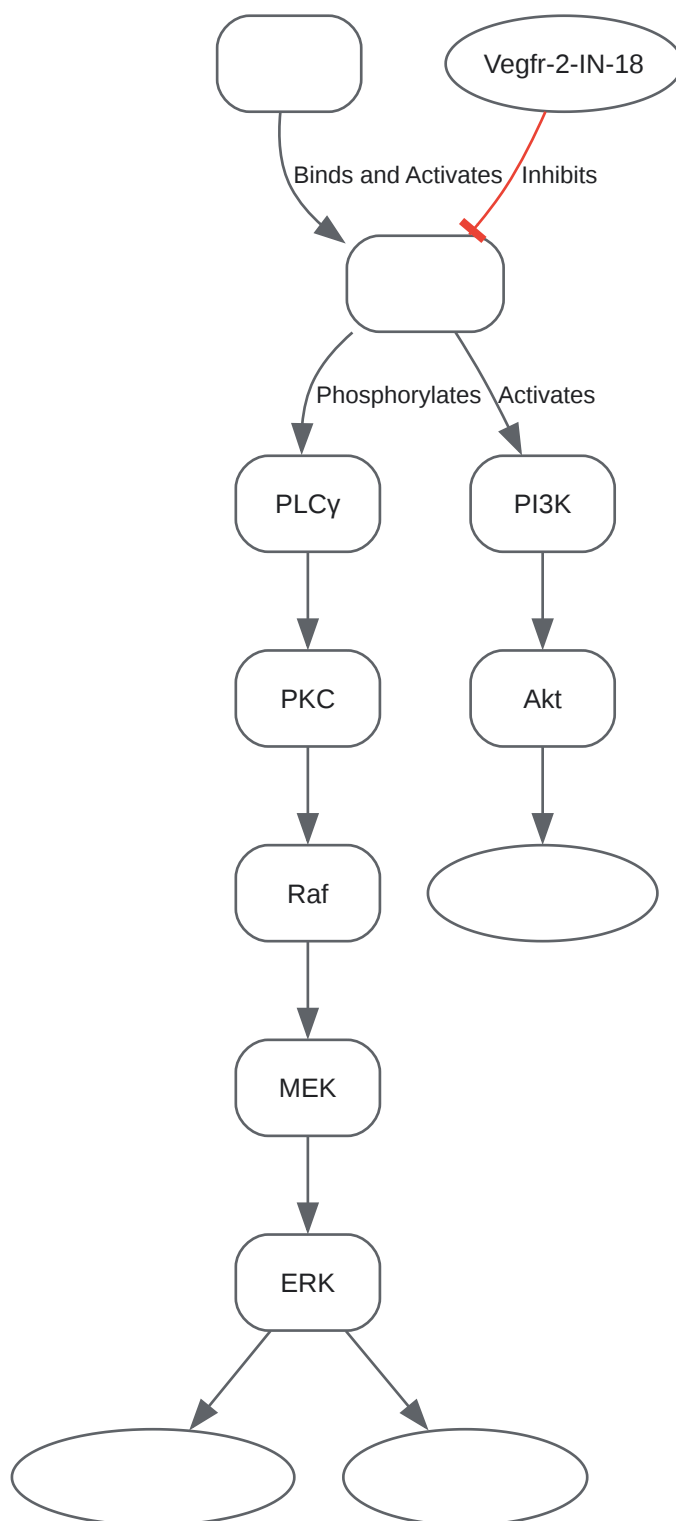 Vegfr-2-IN-18
Binds and Activates
Inhibits
Phosphorylates
Activates
PLCγ
PI3K
PKC
Akt
Raf
MEK
ERK